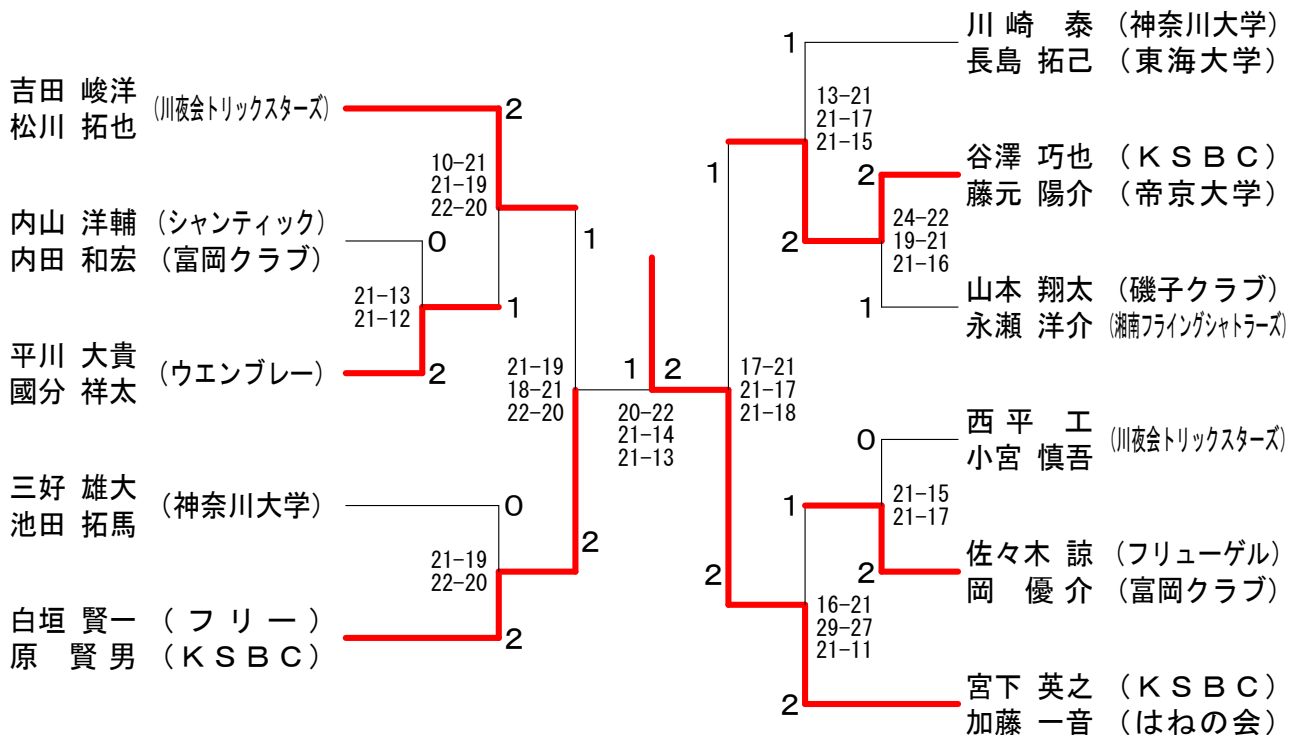 吉田 峻洋
松川 拓也
(川夜会トリックスターズ)
2
10-21
21-19
22-20
内山 洋輔 (シャンティック)
内田 和宏 (富岡クラブ)
0
21-13
21-12
1
平川 大貴
國分 祥太
(ウエンブレー)
2
1
21-19
18-21
22-20
三好 雄大
池田 拓馬
(神奈川大学)
0
21-19
22-20
2
白垣 賢一 (フリー)
原 賢男 (KSBC)
2
1 2
20-22
21-14
21-13
川崎 泰 (神奈川大学)
長島 拓己 (東海大学)
1
13-21
21-17
21-15
1
谷澤 巧也 (KSBC)
藤元 陽介 (帝京大学)
2
24-22
19-21
21-16
2
山本 翔太 (磯子クラブ)
永瀬 洋介 (湘南フライングシャトラーズ)
1
17-21
21-17
21-18
西平 工
小宮 慎吾
(川夜会トリックスターズ)
0
21-15
21-17
1
佐々木 諒 (フリューゲル)
岡 優介 (富岡クラブ)
2
2
16-21
29-27
21-11
宮下 英之 (KSBC)
加藤 一音 (はねの会)
2